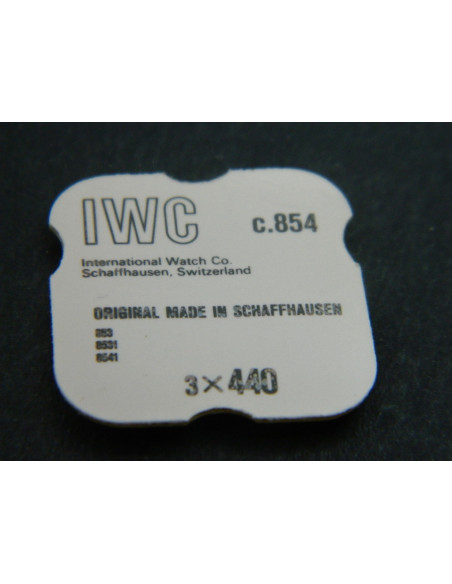 IWC c.854
International Watch Co.
Schaffhausen, Switzerland
ORIGINAL MADE IN SCHAFFHAUSEN
853
8531
8541
3×440